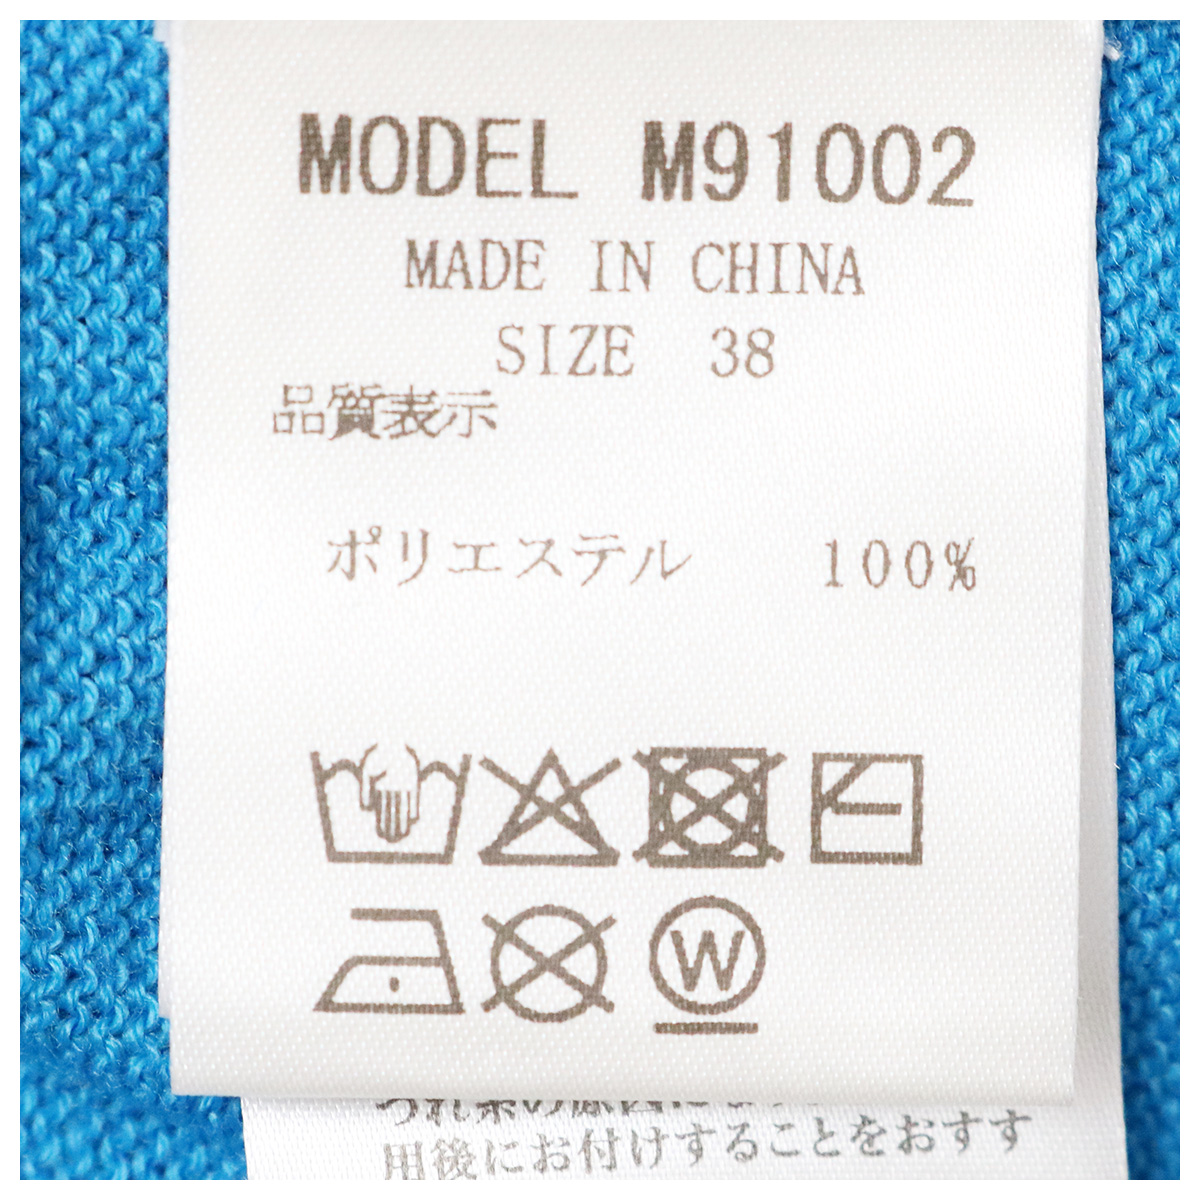 MODEL M91002
MADE IN CHINA
SIZE 38
品質表示
ポリエステル 100%
W
用後にお付けすることをおすす